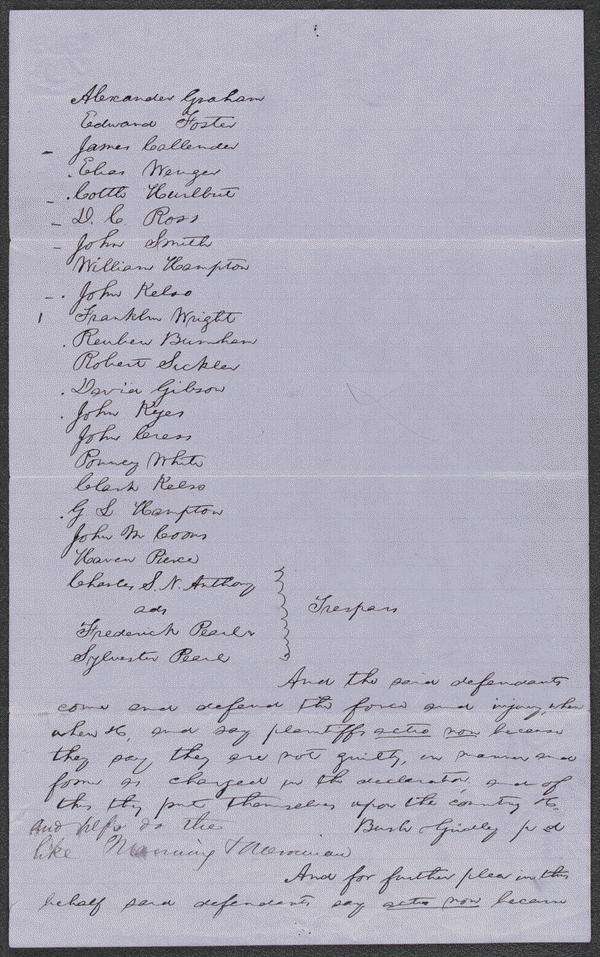 Alexander Graham
Edward Foster
- James Callender
. Elias Wenger
- . Cottle Hurlbut
- D. C. Ross
- John Smith
William Hampton
- . John Kelso
Franklin Wright
. Reuben Burnham
Robert Sickler
. David Gibson
. John Keyes
John Cress
White
Clark Kelso
. G S Hampton
John M Coons
Haven Pierce
Charles S. N. Anthony
ads
Frederick Pearl &
Sylvester Pearl
Trespass
And the said defendants
come and defend the force and injury, when
when &c, and say plaintiffs actio non because
they say they are not guilty, in manner and
form as charged in the declaration and of
this they put themselves upon the country &c
and plffs do the Bush & Gridley p d
like Manning &
And for further plea in this
behalf said defendants say actio non because